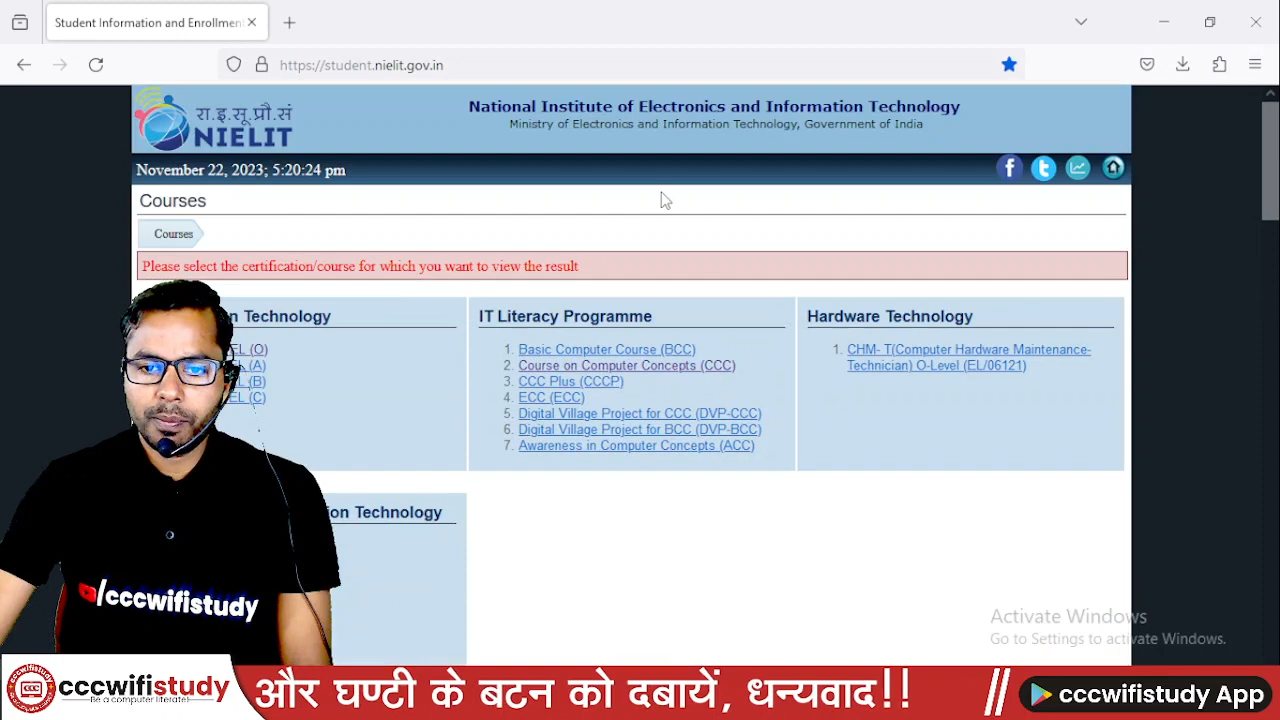 Student Information and Enrollmen
https://student.nielit.gov.in
रा.इ.सू.प्रौ.सं
NIELIT
National Institute of Electronics and Information Technology
Ministry of Electronics and Information Technology, Government of India
November 22, 2023; 5:20:24 pm
Courses
Courses
Please select the certification/course for which you want to view the result
n Technology
EL (O)
(A)
EL (B)
EL (C)
IT Literacy Programme
1. Basic Computer Course (BCC)
2. Course on Computer Concepts (CCC)
3. CCC Plus (CCCP)
4. ECC (ECC)
5. Digital Village Project for CCC (DVP-CCC)
6. Digital Village Project for BCC (DVP-BCC)
7. Awareness in Computer Concepts (ACC)
Hardware Technology
1. CHM- T(Computer Hardware Maintenance-
Technician) O-Level (EL/06121)
ion Technology
/cccwifistudy
Activate Windows
Go to Settings to activate Windows.
cccwifistudy
Be a computer literates
और घण्टी के बटन को दबायें, धन्यवाद!!
// cccwifistudy App